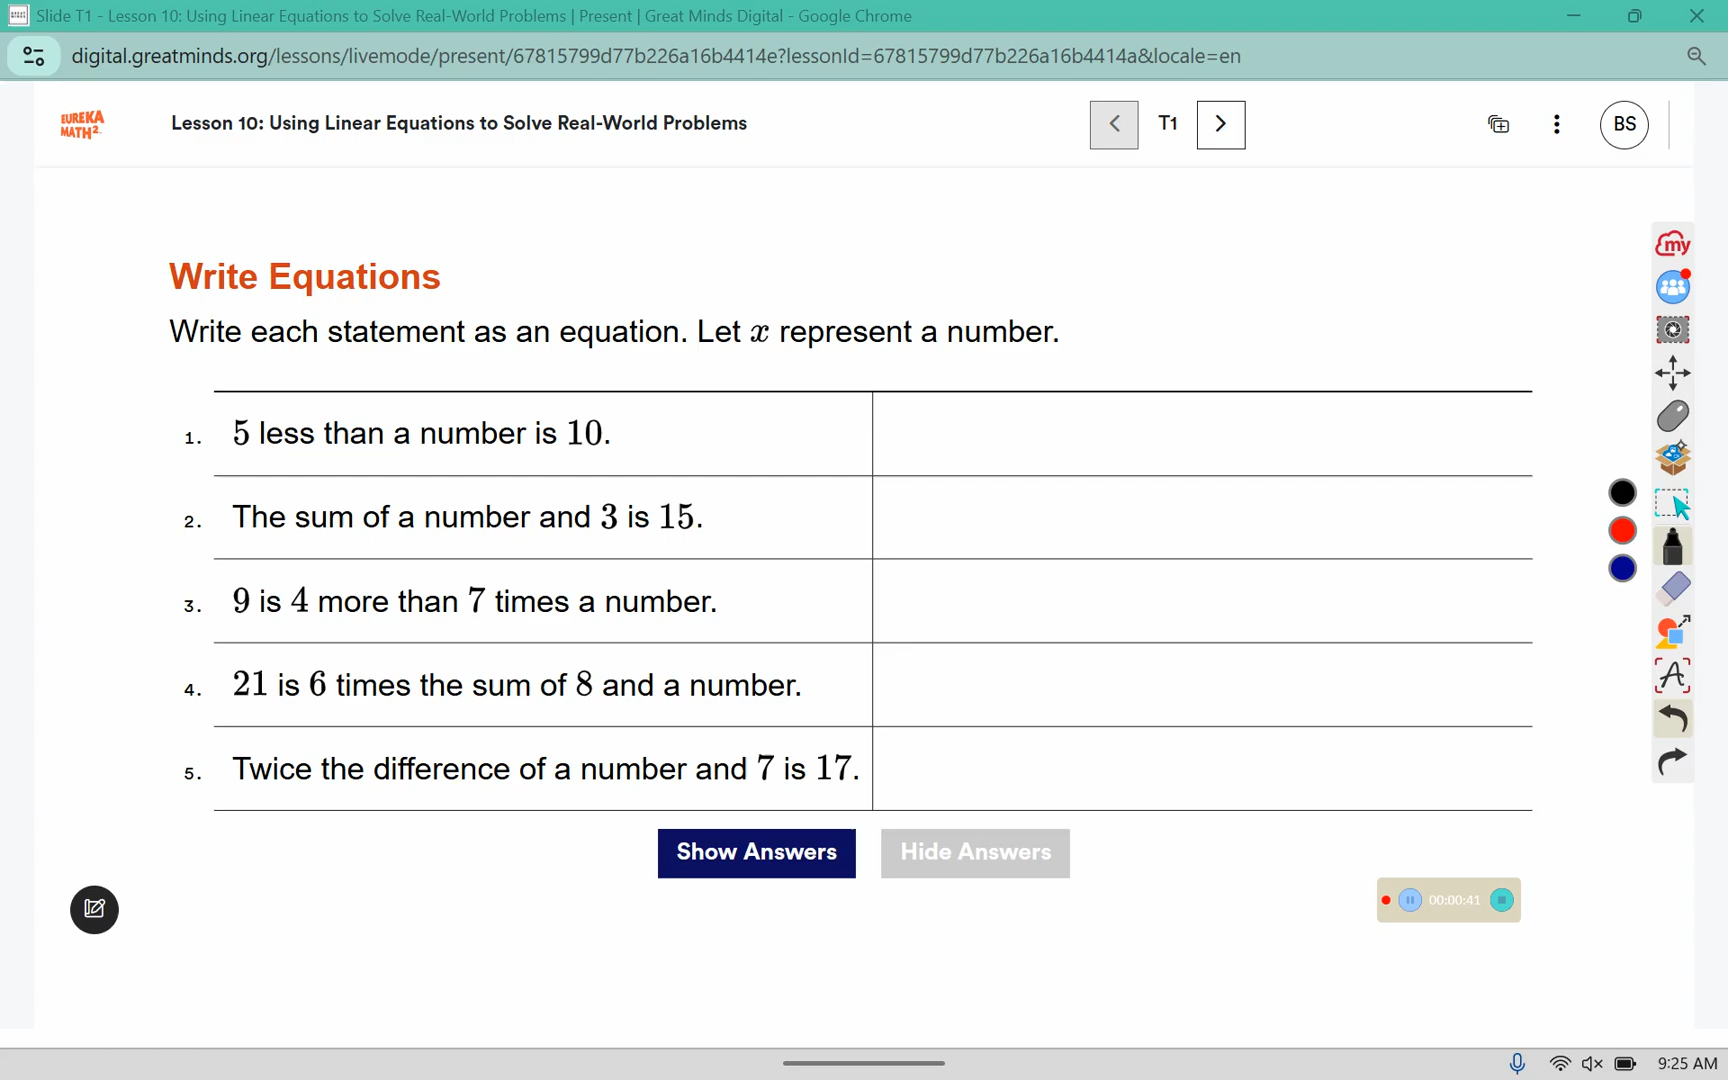 Slide T1 - Lesson 10: Using Linear Equations to Solve Real-World Problems | Present | Great Minds Digital - Google Chrome
digital.greatminds.org/lessons/livemode/present/67815799d77b226a16b4414e?lessonId=67815799d77b226a16b4414a&locale=en
EUREKA
MATH²
Lesson 10: Using Linear Equations to Solve Real-World Problems
T1
BS
my
Write Equations
Write each statement as an equation. Let x represent a number.
1. 5 less than a number is 10.
2. The sum of a number and 3 is 15.
3. 9 is 4 more than 7 times a number.
4. 21 is 6 times the sum of 8 and a number.
5. Twice the difference of a number and 7 is 17.
A
Show Answers Hide Answers
00:00:41
9:25 AM